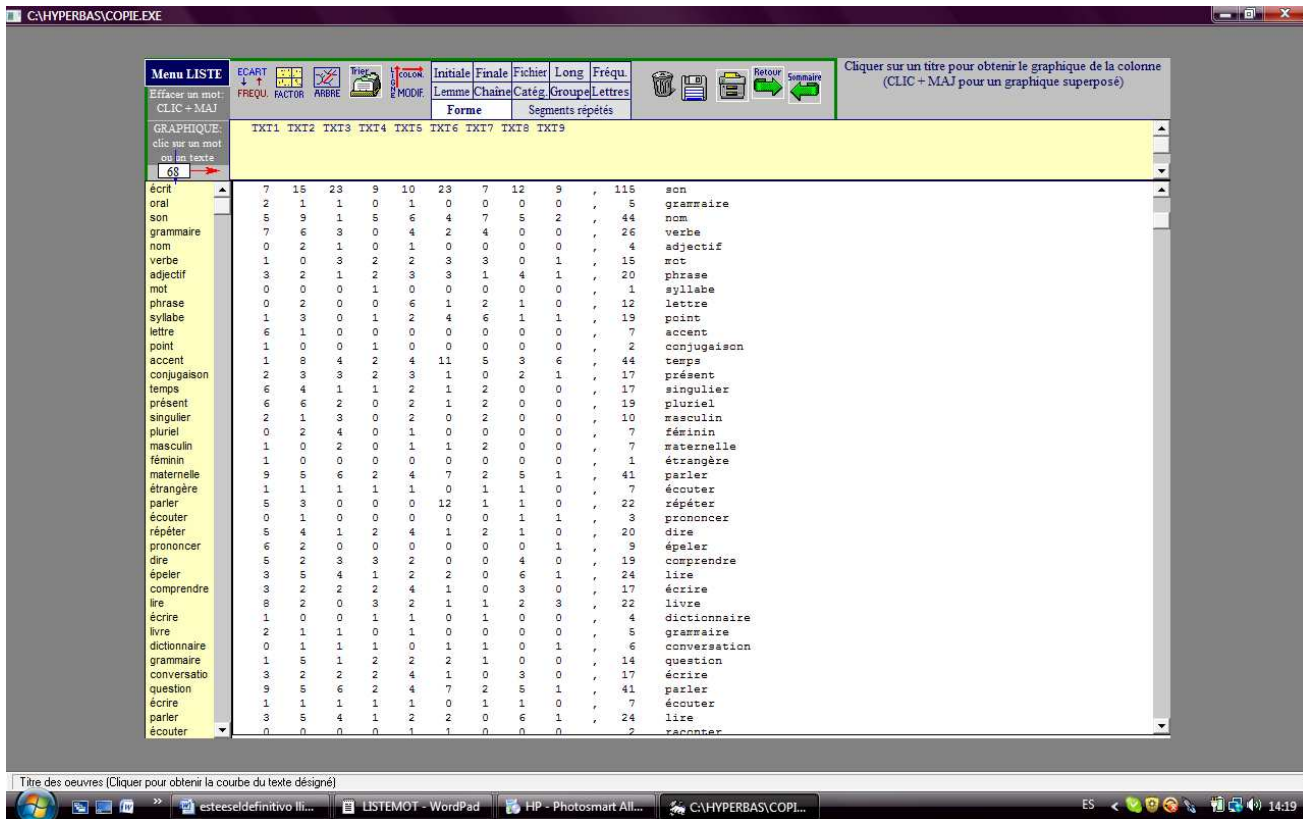 C:\HYPERBAS\COPIE.EXE
Menu LISTE
Effacer un mot:
CLIC + MAJ
GRAPHIQUE:
clic sur un mot
ou un texte
68
ECART
FREQU.
FACTOR
ARBRE
Trier
LIGNE
COLON.
MODIF.
Initiale Finale Fichier Long Fréqu.
Lemme Chaîne Catég. Groupe Lettres
Forme Segments répétés
Retour
Sommaire
Cliquer sur un titre pour obtenir le graphique de la colonne
(CLIC + MAJ pour un graphique superposé)
TXT1 TXT2 TXT3 TXT4 TXT5 TXT6 TXT7 TXT8 TXT9
écrit 7 15 23 9 10 23 7 12 9 , 115 son
oral 2 1 1 0 1 0 0 0 0 , 5 grammaire
son 5 9 1 5 6 4 7 5 2 , 44 nom
grammaire 7 6 3 0 4 2 4 0 0 , 26 verbe
nom 0 2 1 0 1 0 0 0 0 , 4 adjectif
verbe 1 0 3 2 2 3 3 0 1 , 15 mot
adjectif 3 2 1 2 3 3 1 4 1 , 20 phrase
mot 0 0 0 1 0 0 0 0 0 , 1 syllabe
phrase 0 2 0 0 6 1 2 1 0 , 12 lettre
syllabe 1 3 0 1 2 4 6 1 1 , 19 point
lettre 6 1 0 0 0 0 0 0 0 , 7 accent
point 1 0 0 1 0 0 0 0 0 , 2 conjugaison
accent 1 8 4 2 4 11 5 3 6 , 44 temps
conjugaison 2 3 3 2 3 1 0 2 1 , 17 présent
temps 6 4 1 1 2 1 2 0 0 , 17 singulier
présent 6 6 2 0 2 1 2 0 0 , 19 pluriel
singulier 2 1 3 0 2 0 2 0 0 , 10 masculin
pluriel 0 2 4 0 1 0 0 0 0 , 7 féminin
masculin 1 0 2 0 1 1 2 0 0 , 7 maternelle
féminin 1 0 0 0 0 0 0 0 0 , 1 étrangère
maternelle 9 5 6 2 4 7 2 5 1 , 41 parler
étrangère 1 1 1 1 1 0 1 1 0 , 7 écouter
parler 5 3 0 0 0 12 1 1 0 , 22 répéter
écouter 0 1 0 0 0 0 0 1 1 , 3 prononcer
répéter 5 4 1 2 4 1 2 1 0 , 20 dire
prononcer 6 2 0 0 0 0 0 0 1 , 9 épeler
dire 5 2 3 3 2 0 0 4 0 , 19 comprendre
épeler 3 5 4 1 2 2 0 6 1 , 24 lire
comprendre 3 2 2 2 4 1 0 3 0 , 17 écrire
lire 8 2 0 3 2 1 1 2 3 , 22 livre
écrire 1 0 0 1 1 0 1 0 0 , 4 dictionnaire
livre 2 1 1 0 1 0 0 0 0 , 5 grammaire
dictionnaire 0 1 1 1 0 1 1 0 1 , 6 conversation
grammaire 1 5 1 2 2 2 1 0 0 , 14 question
conversatio 3 2 2 2 4 1 0 3 0 , 17 écrire
question 9 5 6 2 4 7 2 5 1 , 41 parler
écrire 1 1 1 1 1 0 1 1 0 , 7 écouter
parler 3 5 4 1 2 2 0 6 1 , 24 lire
écouter 0 0 0 0 1 1 0 0 0 2 raconter
Titre des oeuvres (Cliquer pour obtenir la courbe du texte désigné)
esteeseldefinitivo Ili... LISTEMOT - WordPad HP - Photosmart All... C:\HYPERBAS\COPI... ES 14:19